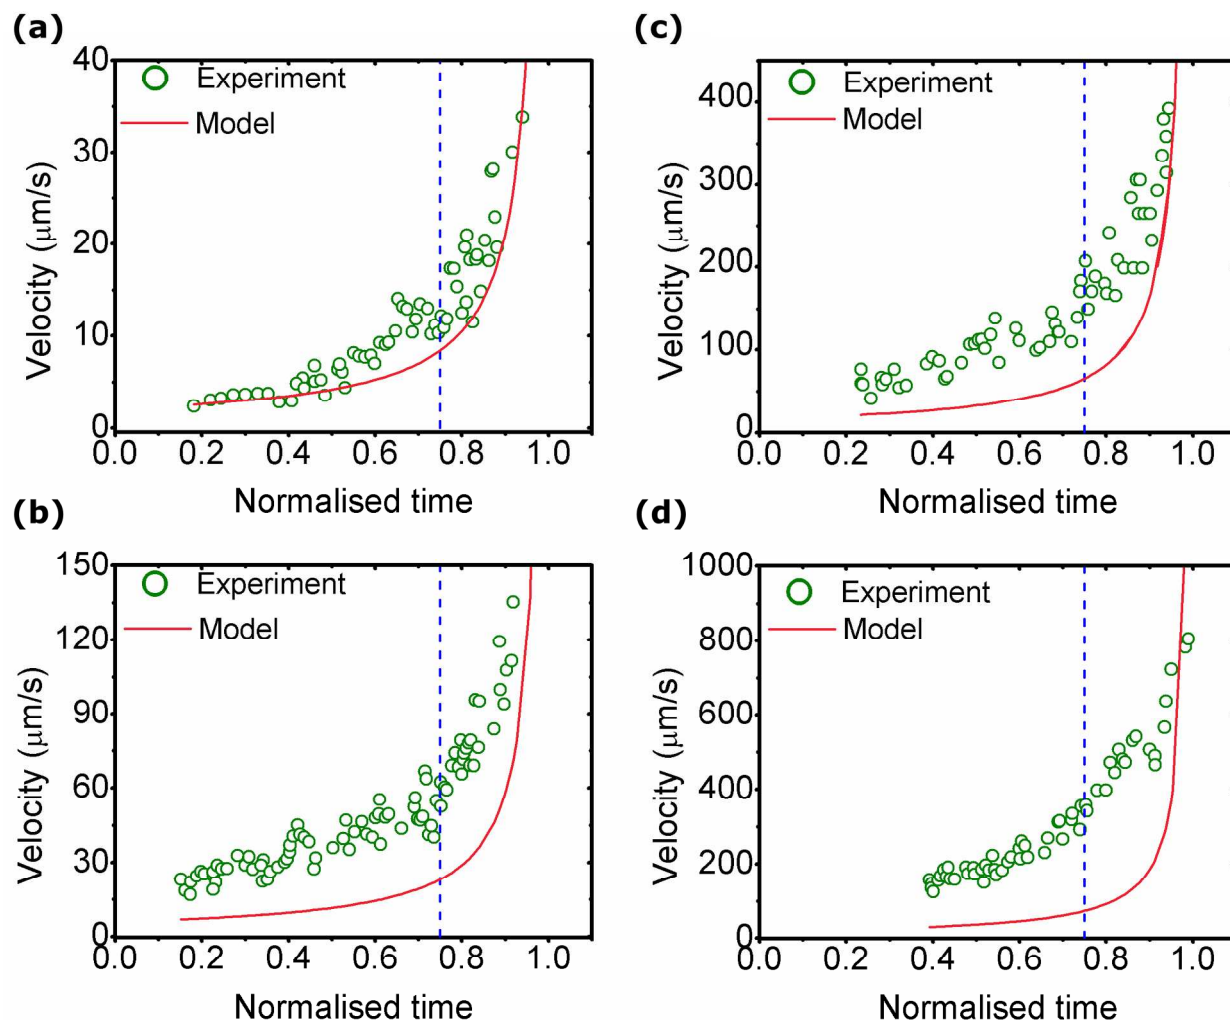 (a)
40
30
20
10
0
Velocity (μm/s)
Experiment
Model
0.0 0.2 0.4 0.6 0.8 1.0
Normalised time
(c)
400
300
200
100
0
Velocity (μm/s)
Experiment
Model
0.0 0.2 0.4 0.6 0.8 1.0
Normalised time
(b)
150
120
90
60
30
0
Velocity (μm/s)
Experiment
Model
0.0 0.2 0.4 0.6 0.8 1.0
Normalised time
(d)
1000
800
600
400
200
0
Velocity (μm/s)
Experiment
Model
0.0 0.2 0.4 0.6 0.8 1.0
Normalised time